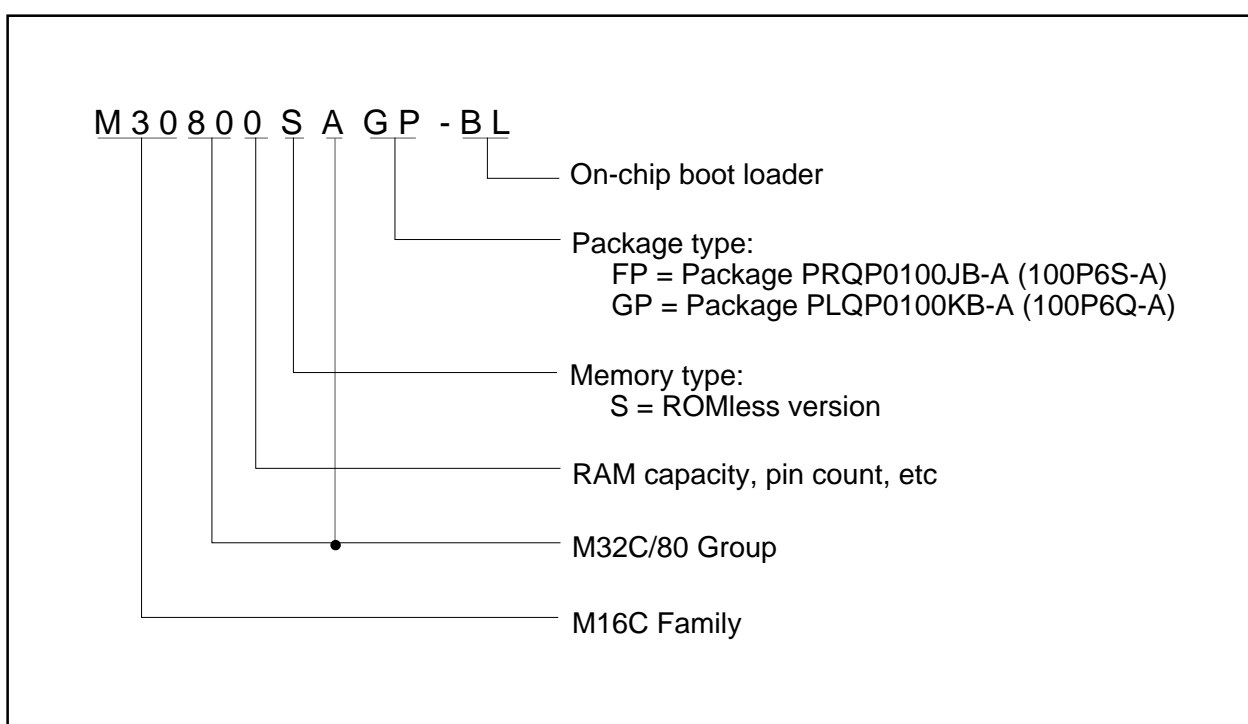 M 3 0 8 0 0 S A G P - B L
On-chip boot loader
Package type:
FP = Package PRQP0100JB-A (100P6S-A)
GP = Package PLQP0100KB-A (100P6Q-A)
Memory type:
S = ROMless version
RAM capacity, pin count, etc
M32C/80 Group
M16C Family